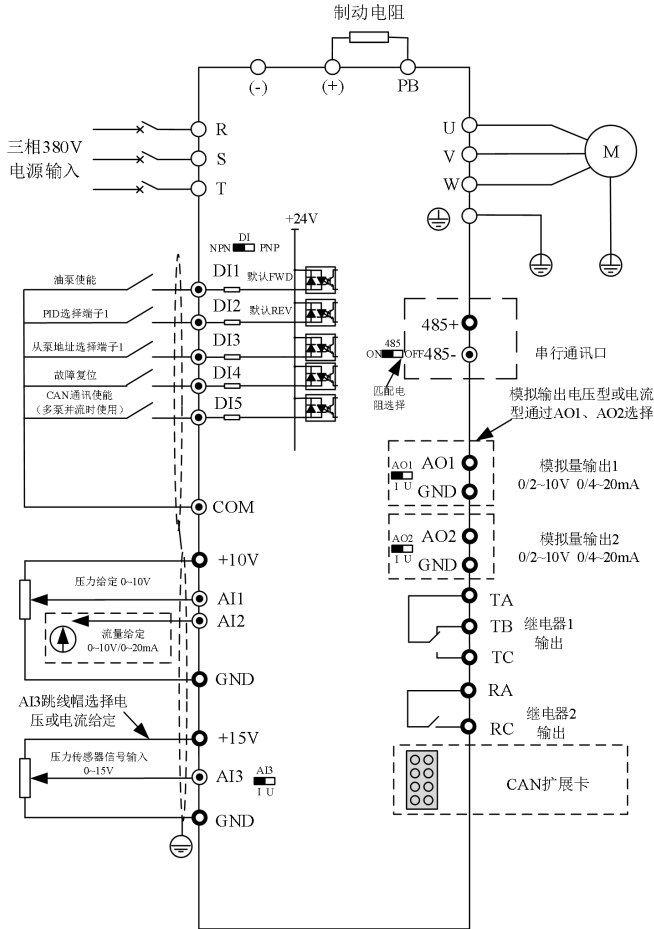 制动电阻
(-)
(+)
PB
三相380V
电源输入
R
S
T
U
V
W
M
+24V
DI
NPN
PNP
油泵使能
DI1
默认FWD
PID选择端子1
DI2
默认REV
从泵地址选择端子1
DI3
故障复位
DI4
CAN通讯使能
(多泵并流时使用)
DI5
COM
485+
485
ON
OFF
485-
串行通讯口
匹配电
阻选择
模拟输出电压型或电流
型通过AO1、AO2选择
AO1
I U
AO1
GND
模拟量输出1
0/2~10V 0/4~20mA
AO2
I U
AO2
GND
模拟量输出2
0/2~10V 0/4~20mA
+10V
压力给定 0~10V
AI1
AI2
流量给定
0~10V/0~20mA
GND
TA
TB
TC
继电器1
输出
RA
RC
继电器2
输出
AI3跳线帽选择电
压或电流给定
+15V
压力传感器信号输入
0~15V
AI3
AI3
I U
GND
CAN扩展卡